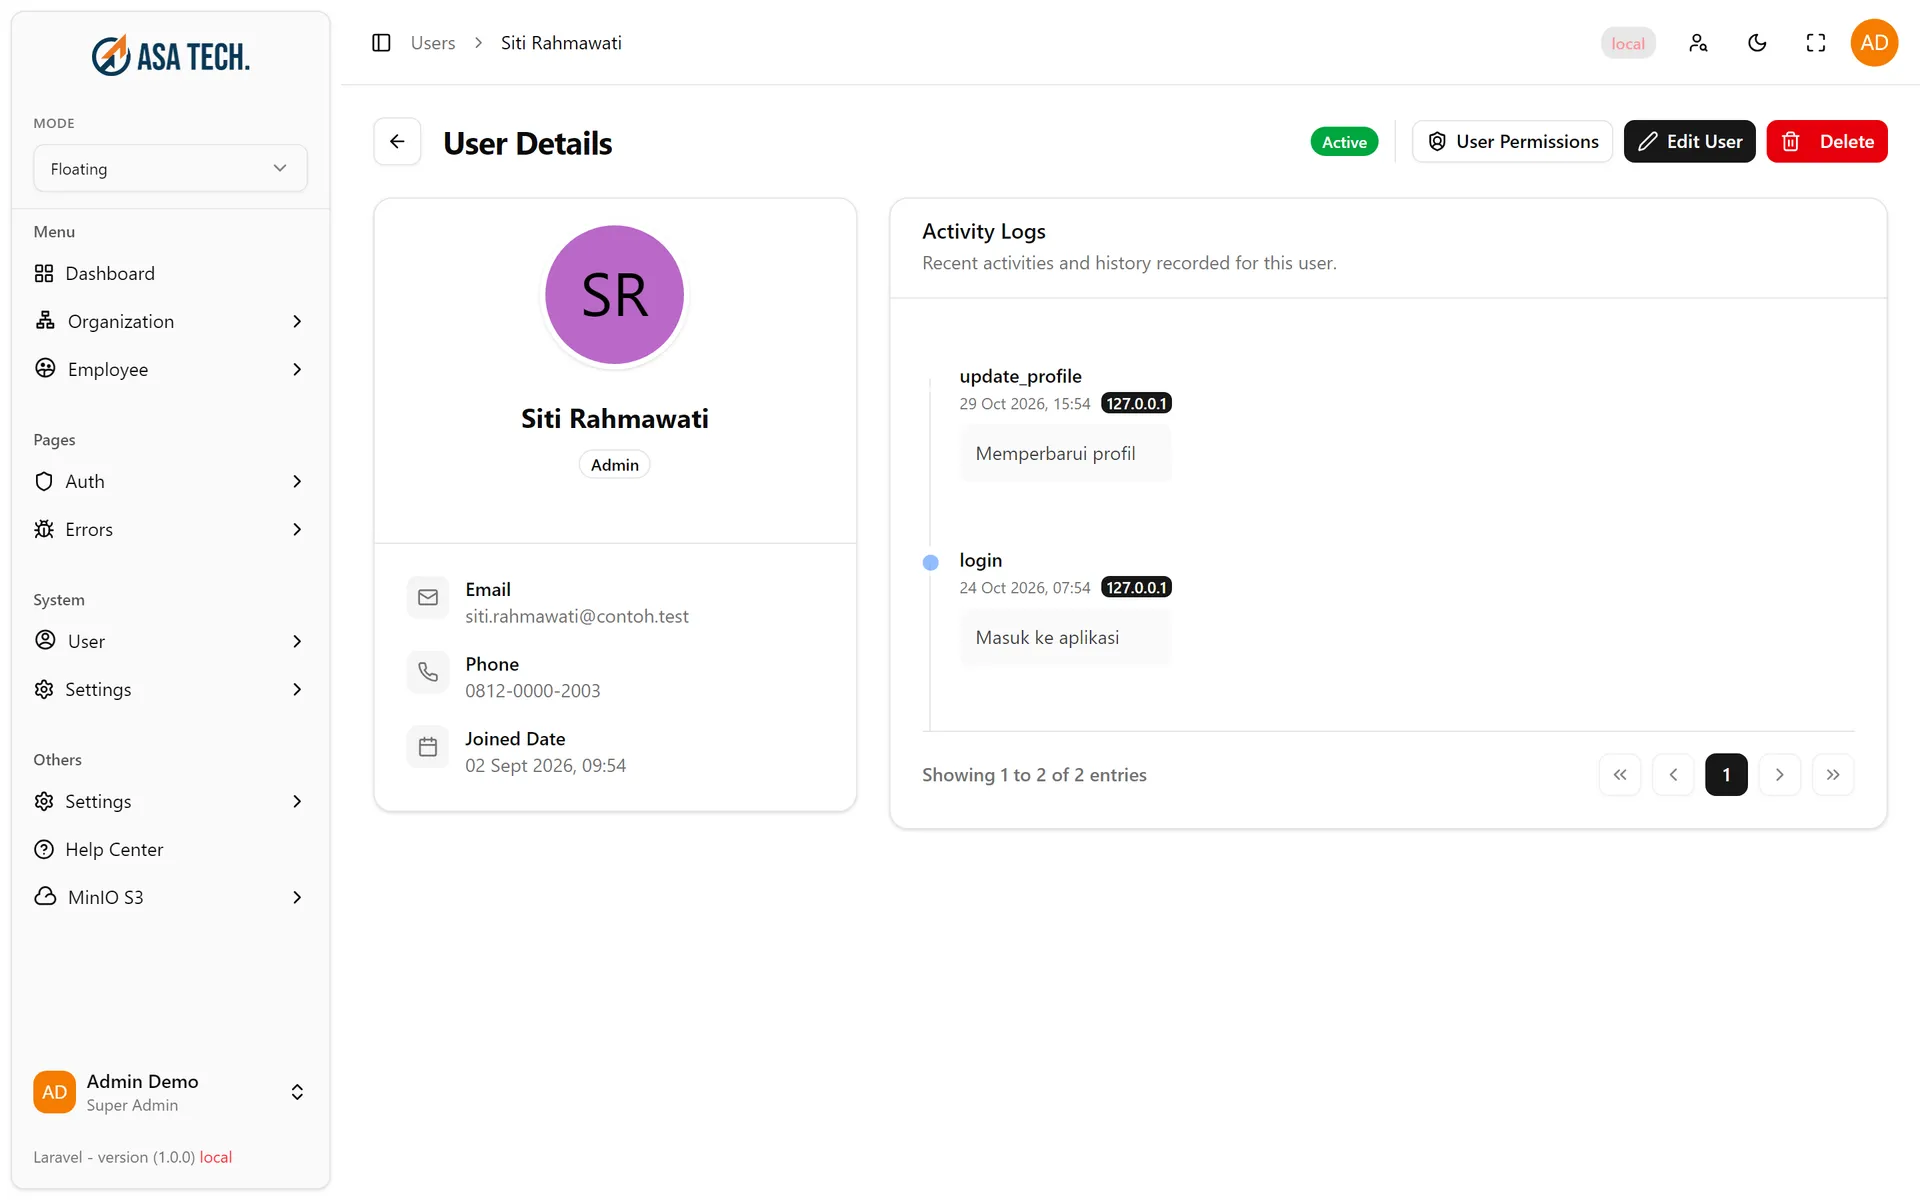 ASA TECH.
MODE
Floating
Menu
Dashboard
Organization
Employee
Pages
Auth
Errors
System
User
Settings
Others
Settings
Help Center
MinIO S3
AD
Admin Demo
Super Admin
Laravel - version (1.0.0) local
Users
Siti Rahmawati
local
AD
User Details
Active
User Permissions
Edit User
Delete
SR
Siti Rahmawati
Admin
Email
siti.rahmawati@contoh.test
Phone
0812-0000-2003
Joined Date
02 Sept 2026, 09:54
Activity Logs
Recent activities and history recorded for this user.
update_profile
29 Oct 2026, 15:54 127.0.0.1
Memperbarui profil
login
24 Oct 2026, 07:54 127.0.0.1
Masuk ke aplikasi
Showing 1 to 2 of 2 entries
1